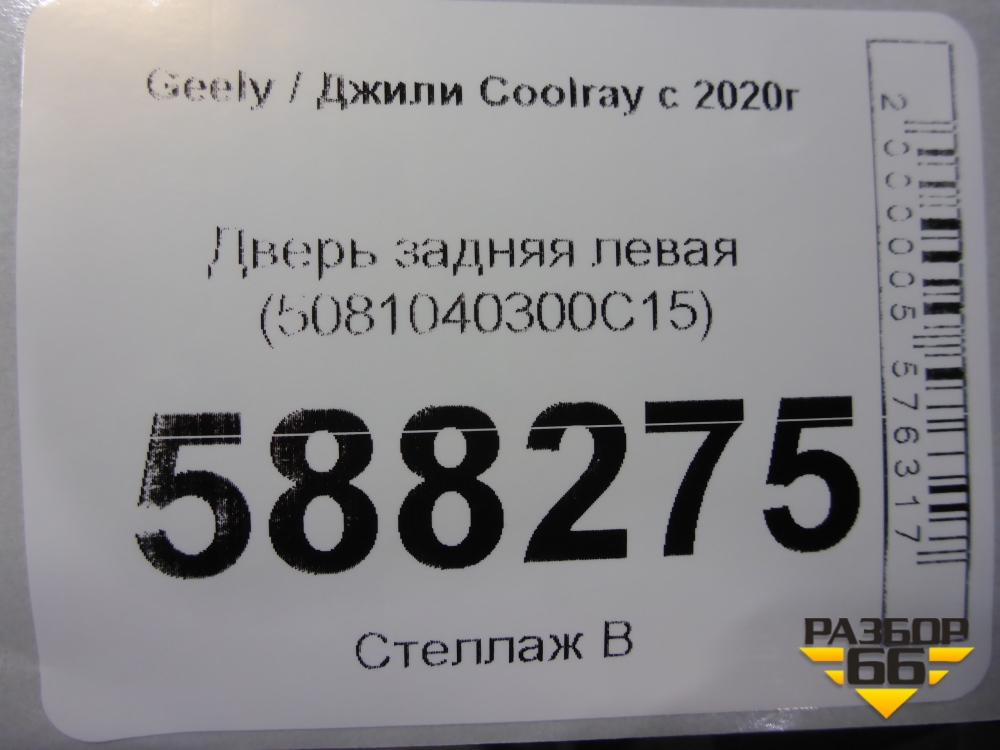 Geely / Джили Coolray с 2020г
Дверь задняя левая
(5081040300C15)
588275
Стеллаж В
2000005576317
РАЗБОР
66